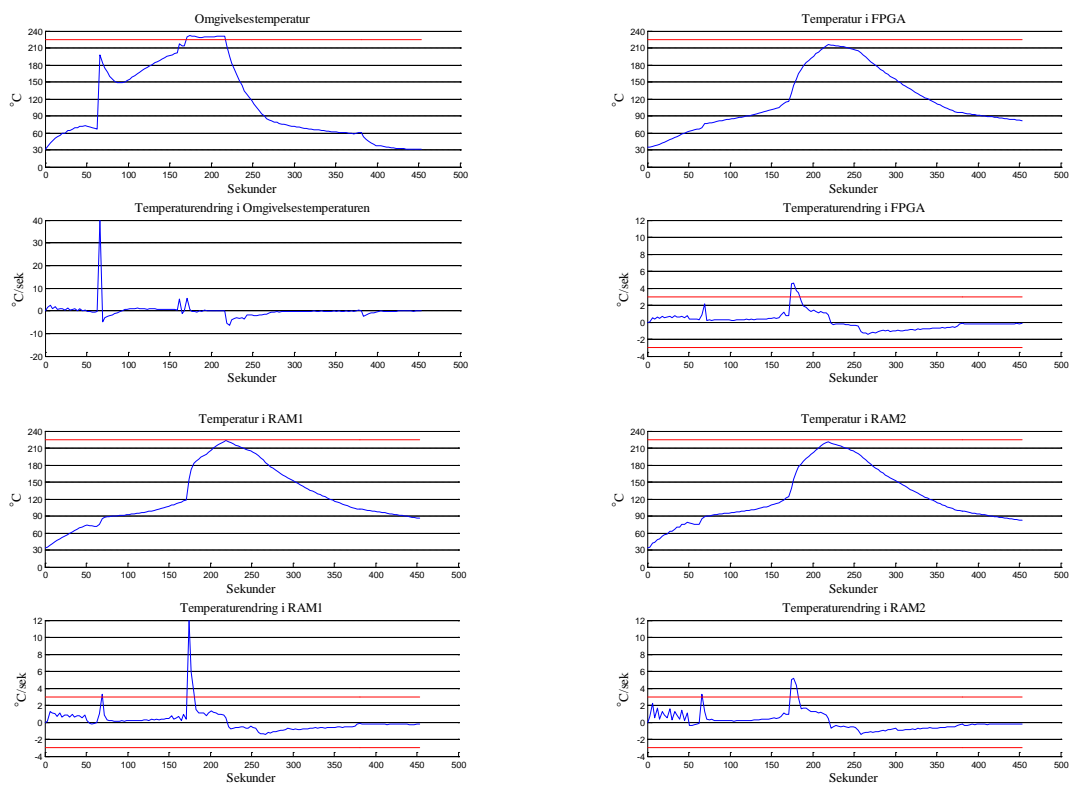 Omgivelsestemperatur
240
210
180
150
120
90
60
30
0
°C
0 50 100 150 200 250 300 350 400 450 500
Sekunder
Temperatur i FPGA
240
210
180
150
120
90
60
30
0
°C
0 50 100 150 200 250 300 350 400 450 500
Sekunder
Temperaturendring i Omgivelsestemperaturen
40
30
20
10
0
-10
-20
°C/sek
0 50 100 150 200 250 300 350 400 450 500
Sekunder
Temperaturendring i FPGA
12
10
8
6
4
2
0
-2
-4
°C/sek
0 50 100 150 200 250 300 350 400 450 500
Sekunder
Temperatur i RAM1
240
210
180
150
120
90
60
30
0
°C
0 50 100 150 200 250 300 350 400 450 500
Sekunder
Temperatur i RAM2
240
210
180
150
120
90
60
30
0
°C
0 50 100 150 200 250 300 350 400 450 500
Sekunder
Temperaturendring i RAM1
12
10
8
6
4
2
0
-2
-4
°C/sek
0 50 100 150 200 250 300 350 400 450 500
Sekunder
Temperaturendring i RAM2
12
10
8
6
4
2
0
-2
-4
°C/sek
0 50 100 150 200 250 300 350 400 450 500
Sekunder